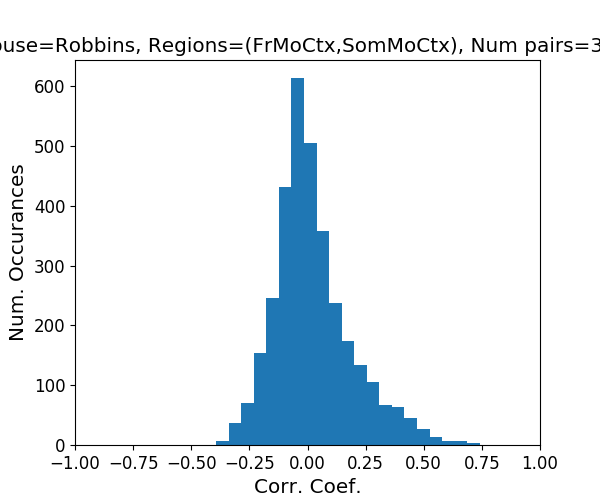 ouse=Robbins, Regions=(FrMoCtx,SomMoCtx), Num pairs=3
600
500
400
300
200
100
0
Num. Occurances
−1.00 −0.75 −0.50 −0.25 0.00 0.25 0.50 0.75 1.00
Corr. Coef.